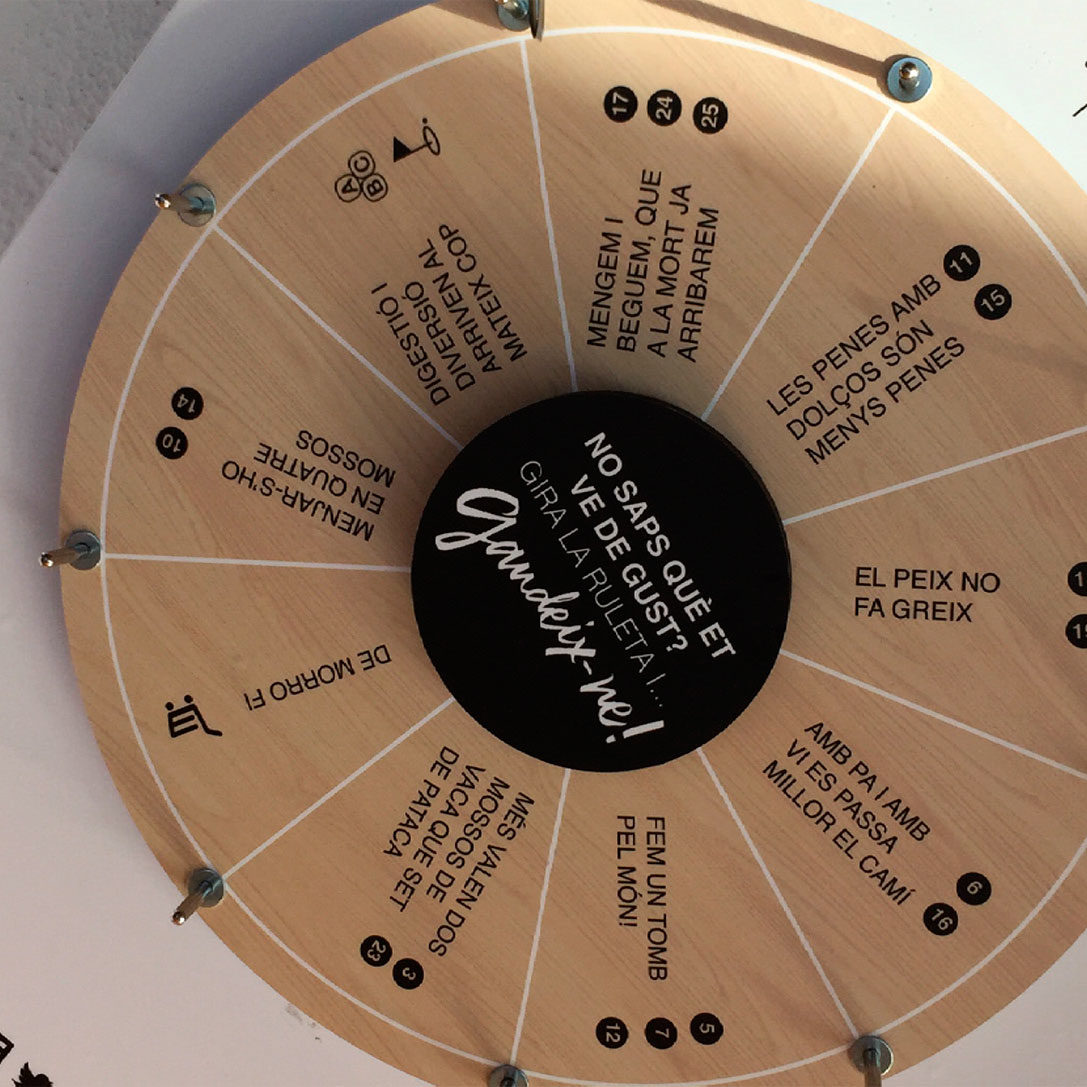 NO SAPS QUÈ ET
VE DE GUST?
GIRA LA RULETA I...
gaudeix-ne!
17
24
25
MENGEM I
BEGUEM, QUE
A LA MORT JA
ARRIBAREM
11
15
LES PENES AMB
DOLÇOS SÓN
MENYS PENES
EL PEIX NO
FA GREIX
AMB PA I AMB
VI ES PASSA
MILLOR EL CAMÍ
6
16
FEM UN TOMB
PEL MÓN!
5
7
12
MÉS VALEN DOS
MOSSOS DE
VACA QUE SET
DE PATACA
3
23
DE MORRO FI
MENJAR-S'HO
EN QUATRE
MOSSOS
10
14
DIGESTIÓ I
DIVERSIÓ
ARRIVEN AL
MATEIX COP
A
B
C